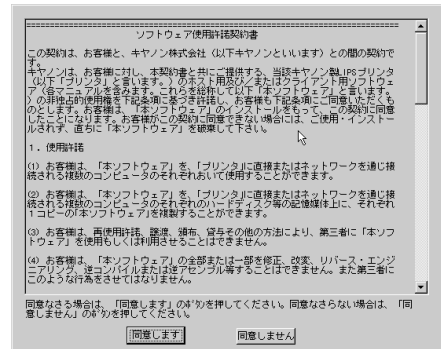 ソフトウェア使用許諾契約書
この契約は、お客様と、キヤノン株式会社（以下キヤノンといいます）との間の契約で
す。
キヤノンは、お客様に対し、本契約書と共にご提供する、当該キヤノン製LIPSプリンタ
（以下「プリンタ」と言います。）のホスト用及び／またはクライアント用ソフトウェ
ア（各マニュアルを含みます。これらを総称して以下「本ソフトウェア」と言います。
）の非独占的使用権を下記条項に基づき許諾し、お客様も下記条項にご同意いただくも
のとします。お客様は、「本ソフトウェア」のインストールをもって、この契約に同意
したことになります。お客様がこの契約に同意できない場合には、ご使用・インストー
ルされず、直ちに「本ソフトウェア」を破棄して下さい。
1．使用許諾
(1) お客様は、「本ソフトウェア」を、「プリンタ」に直接またはネットワークを通じ接
続される複数のコンピュータのそれぞれおいて使用することができます。
(2) お客様は、「本ソフトウェア」を、「プリンタ」に直接またはネットワークを通じ接
続される複数のコンピュータのそれぞれのハードディスク等の記憶媒体上に、それぞれ
1コピーの「本ソフトウェア」を複製することができます。
(3) お客様は、再使用許諾、譲渡、頒布、貸与その他の方法により、第三者に「本ソフ
トウェア」を使用もしくは利用させることはできません。
(4) お客様は、「本ソフトウェア」の全部または一部を修正、改変、リバース・エンジ
ニアリング、逆コンパイルまたは逆アセンブル等することはできません。また第三者に
このような行為をさせてはなりません。
同意なさる場合は、「同意します」のﾎﾞﾀﾝを押してください。同意なさらない場合は、「同
意しません」のﾎﾞﾀﾝを押してください。
同意します
同意しません